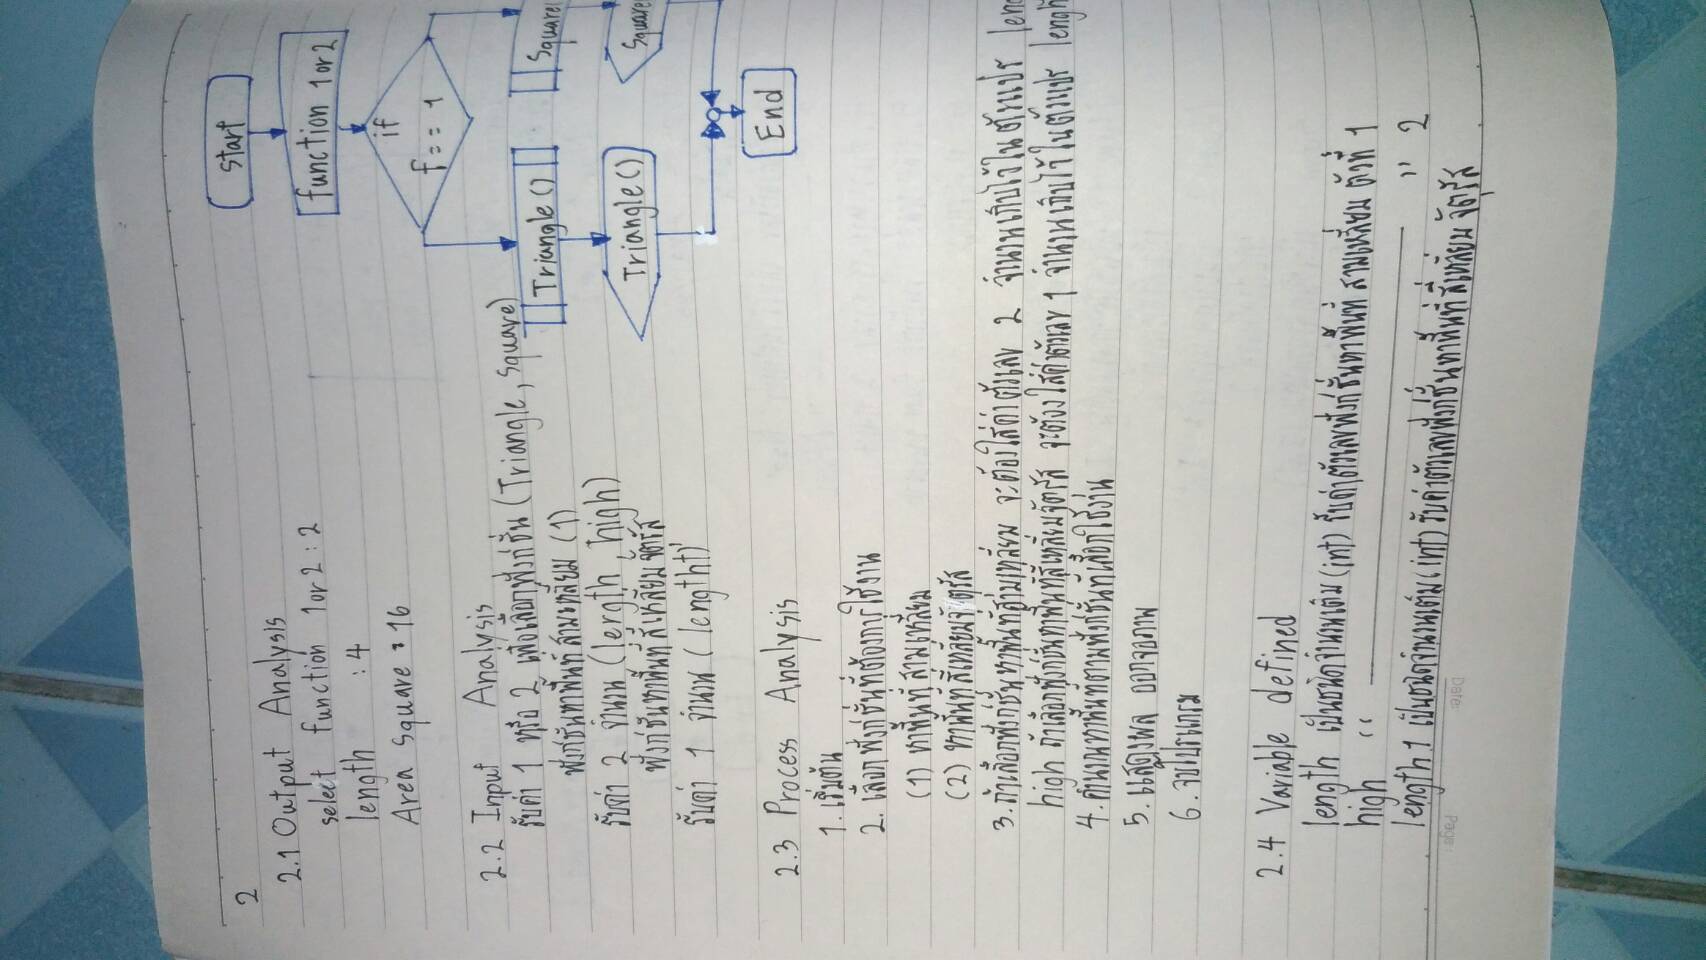 2
2.1 Output Analysis
select function 1or2 : 2
length : 4
Area square = 16
2.2 Input Analysis
รับค่า 1 หรือ 2 เพื่อเลือกฟังก์ชัน (Triangle, square)
ฟังก์ชันหาพื้นที่สามเหลี่ยม (1)
รับค่า 2 จำนวน (length, high)
ฟังก์ชันหาพื้นที่สี่เหลี่ยมจัตุรัส
รับค่า 1 จำนวน (length1)
2.3 Process Analysis
1. เริ่มต้น
2. เลือกฟังก์ชันที่ต้องการใช้งาน
(1) หาพื้นที่สามเหลี่ยม
(2) หาพื้นที่สี่เหลี่ยมจัตุรัส
3. ถ้าเลือกฟังก์ชันหาพื้นที่สามเหลี่ยม จะต้องใส่ค่าตัวเลข 2 จำนวนเก็บไว้ในตัวแปร
high ถ้าเลือกฟังก์ชันหาพื้นที่สี่เหลี่ยมจัตุรัส จะต้องใส่ค่าตัวเลข 1 จำนวนเก็บไว้ในตัวแปร
4. คำนวณหาพื้นที่ตามฟังก์ชันที่เลือกใช้งาน
5. แสดงผล ออกจอภาพ
6. จบโปรแกรม
2.4 Variable defined
length เป็นชนิดจำนวนเต็ม (int) รับค่าตัวเลขฟังก์ชันหาพื้นที่ สามเหลี่ยม ตัวที่ 1
high " ———— " 2
length1 เป็นชนิดจำนวนเต็ม (int) รับค่าตัวเลขฟังก์ชันหาพื้นที่สี่เหลี่ยม จัตุรัส
start
function 1or2
if
f == 1
Triangle()
Square
Triangle()
Square
End
Date:
Page: